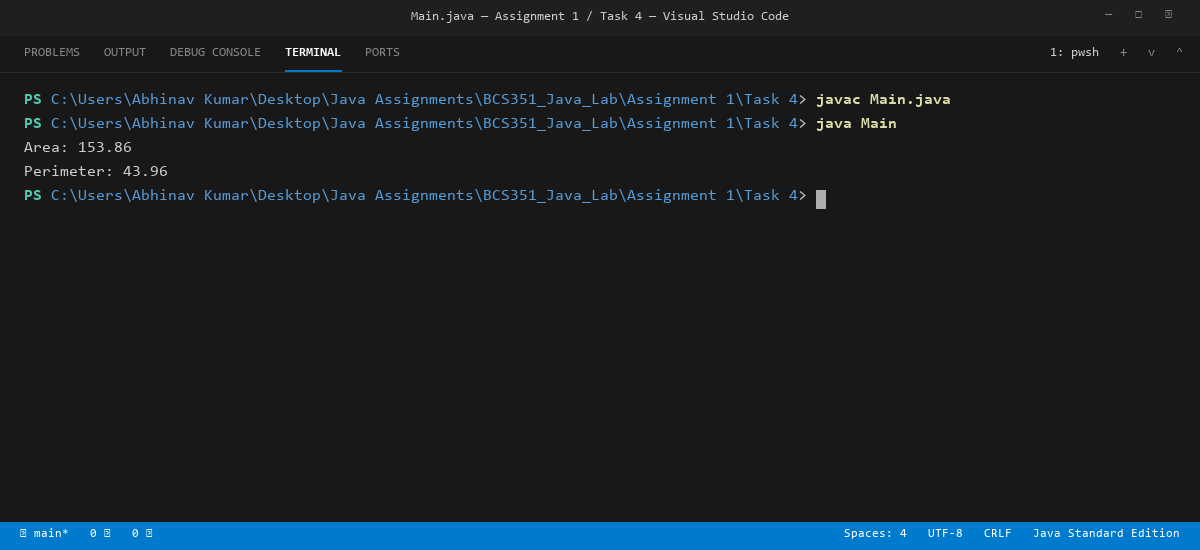 Main.java — Assignment 1 / Task 4 — Visual Studio Code
PROBLEMS OUTPUT DEBUG CONSOLE TERMINAL PORTS 1: pwsh + v ^
PS C:\Users\Abhinav Kumar\Desktop\Java Assignments\BCS351_Java_Lab\Assignment 1\Task 4> javac Main.java
PS C:\Users\Abhinav Kumar\Desktop\Java Assignments\BCS351_Java_Lab\Assignment 1\Task 4> java Main
Area: 153.86
Perimeter: 43.96
PS C:\Users\Abhinav Kumar\Desktop\Java Assignments\BCS351_Java_Lab\Assignment 1\Task 4>
main* 0 0 Spaces: 4 UTF-8 CRLF Java Standard Edition